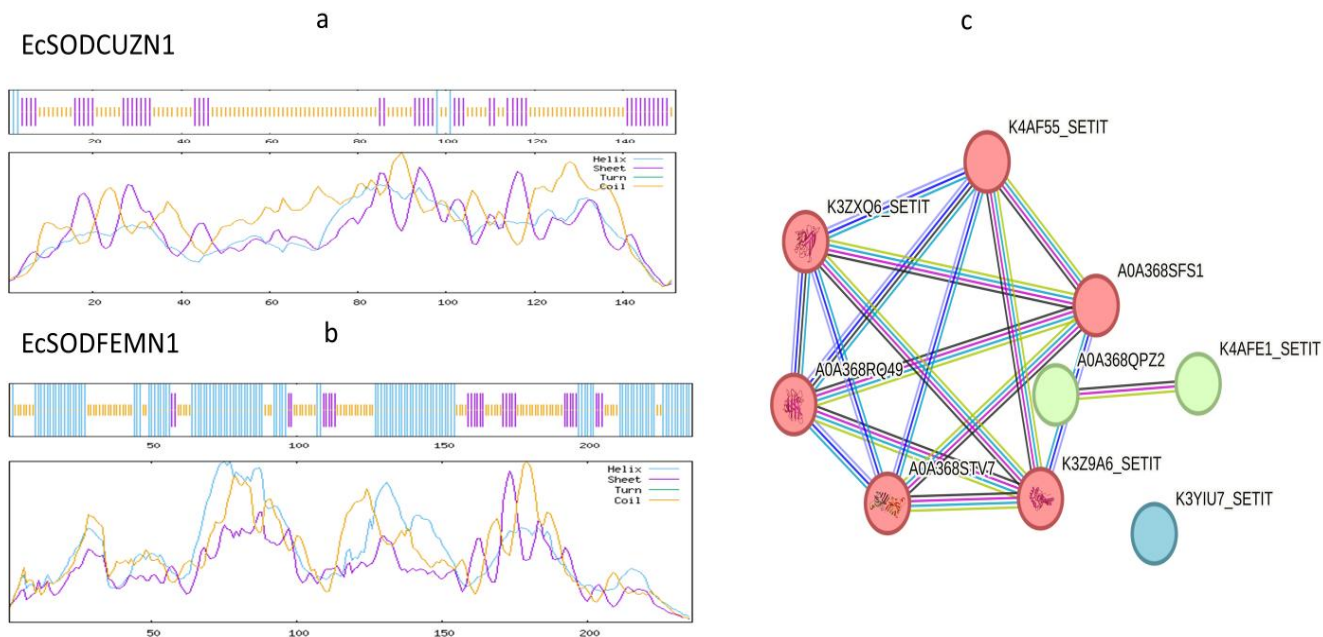 a
EcSODCUZN1
20 40 60 80 100 120 140
Helix
Sheet
Turn
Coil
20 40 60 80 100 120 140
b
EcSODFEMN1
50 100 150 200
Helix
Sheet
Turn
Coil
50 100 150 200
c
K4AF55_SETIT
K3ZXQ6_SETIT
A0A368SFS1
A0A368QPZ2
K4AFE1_SETIT
A0A368RQ49
A0A368STV7
K3Z9A6_SETIT
K3YIU7_SETIT